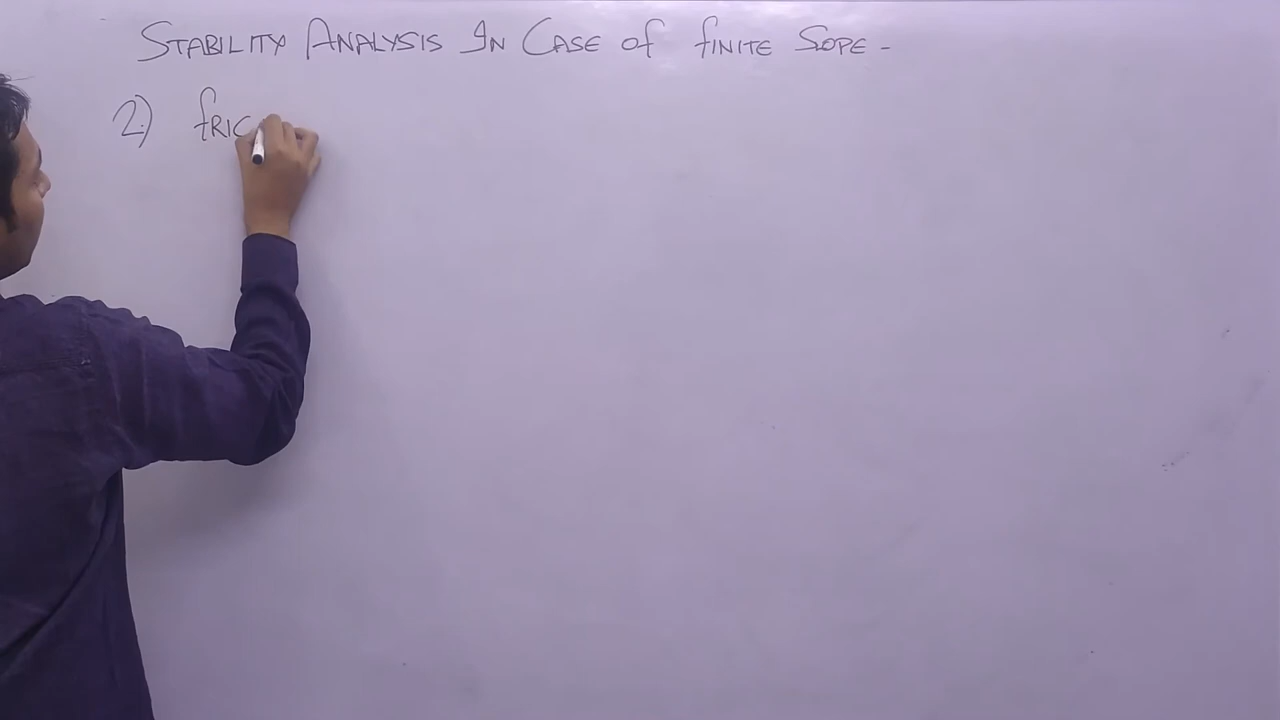 STABILITY ANALYSIS IN CASE of fINITE SOPE -
2) fRIC